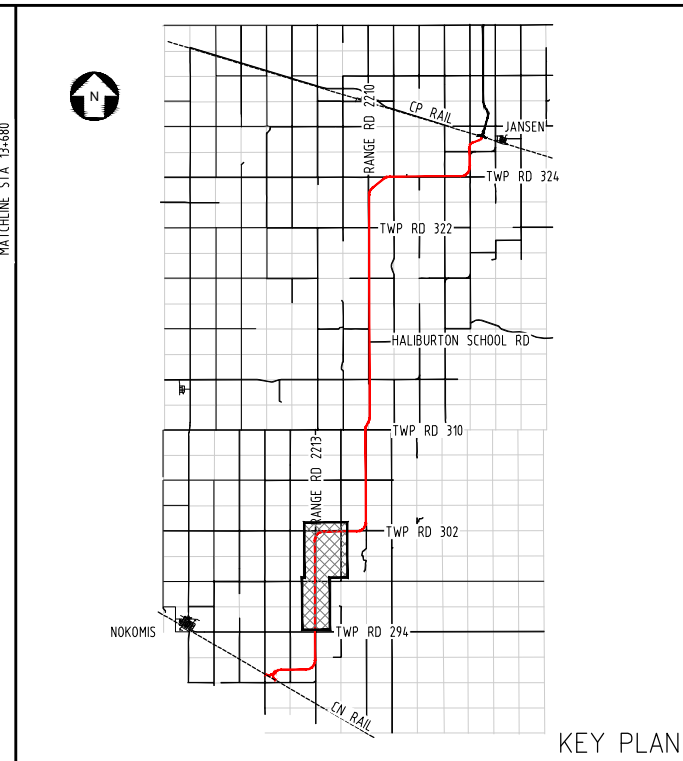 MATCHLINE STA 13+680
N
RANGE RD 2210
CP RAIL
JANSEN
TWP RD 324
TWP RD 322
HALIBURTON SCHOOL RD
TWP RD 310
RANGE RD 2213
r
TWP RD 302
NOKOMIS
TWP RD 294
CN RAIL
KEY PLAN